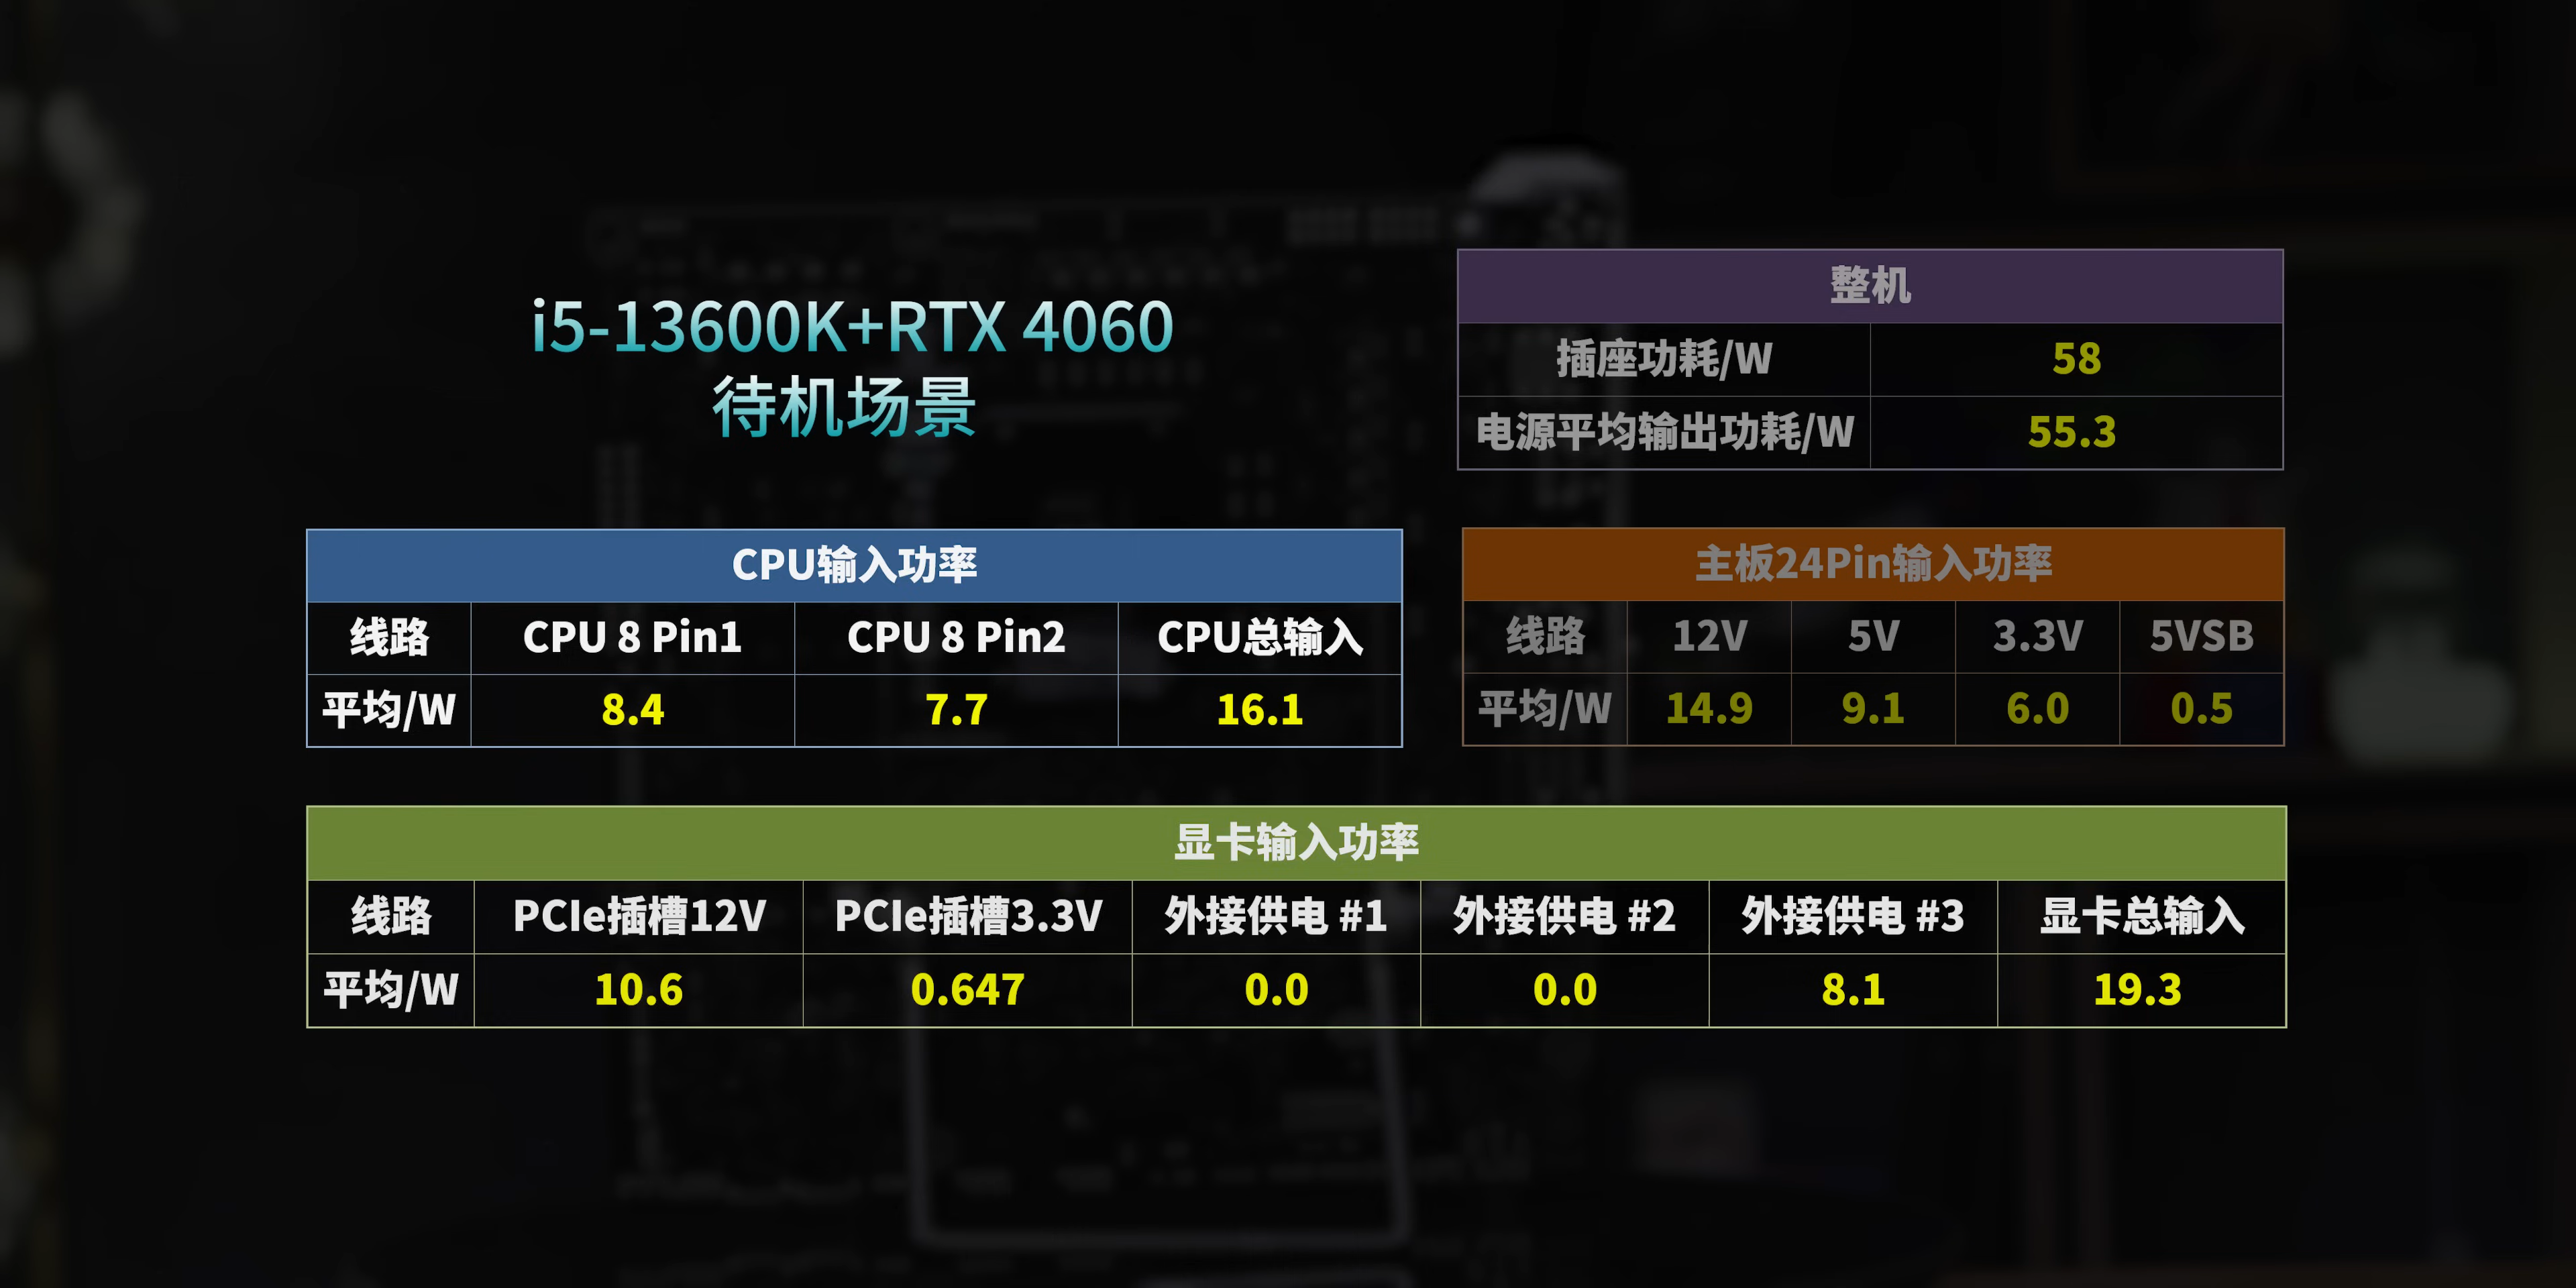 i5-13600K+RTX 4060
待机场景
整机
插座功耗/W 58
电源平均输出功耗/W 55.3
CPU输入功率
线路 CPU 8 Pin1 CPU 8 Pin2 CPU总输入
平均/W 8.4 7.7 16.1
主板24Pin输入功率
线路 12V 5V 3.3V 5VSB
平均/W 14.9 9.1 6.0 0.5
显卡输入功率
线路 PCIe插槽12V PCIe插槽3.3V 外接供电 #1 外接供电 #2 外接供电 #3 显卡总输入
平均/W 10.6 0.647 0.0 0.0 8.1 19.3